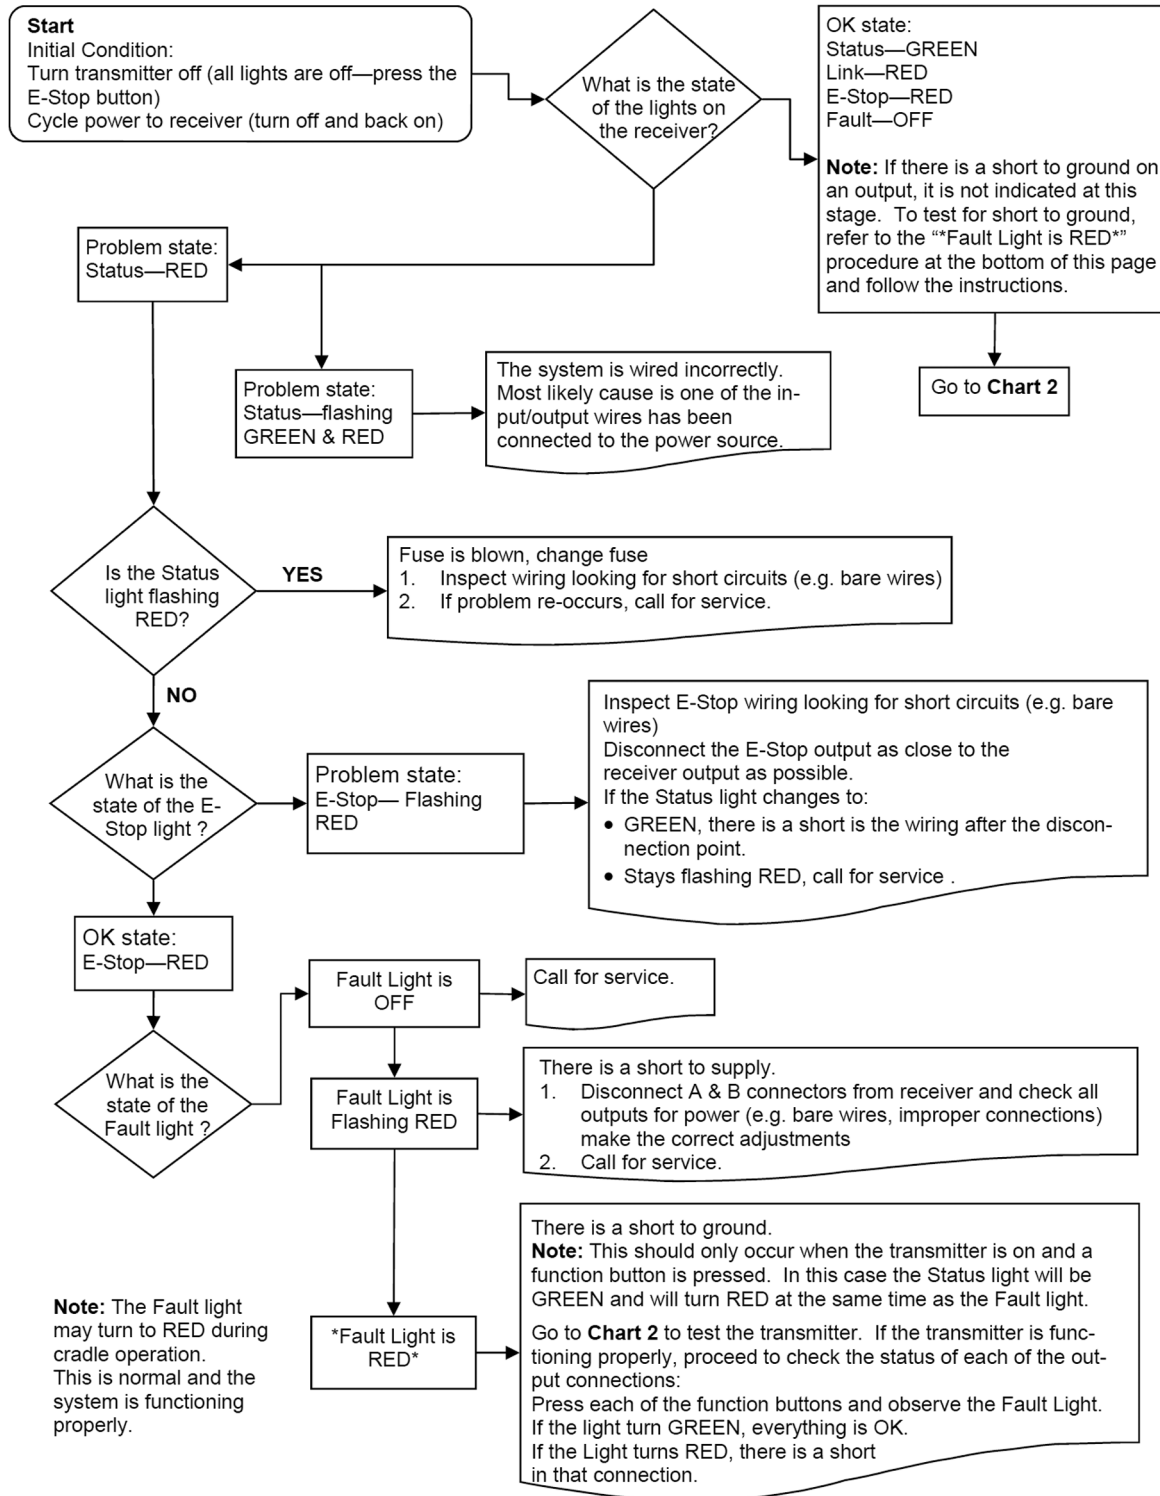 Start
Initial Condition:
Turn transmitter off (all lights are off—press the
E-Stop button)
Cycle power to receiver (turn off and back on)
What is the state
of the lights on
the receiver?
OK state:
Status—GREEN
Link—RED
E-Stop—RED
Fault—OFF
Note: If there is a short to ground on
an output, it is not indicated at this
stage. To test for short to ground,
refer to the “*Fault Light is RED*”
procedure at the bottom of this page
and follow the instructions.
Go to Chart 2
Problem state:
Status—RED
Problem state:
Status—flashing
GREEN & RED
The system is wired incorrectly.
Most likely cause is one of the in-
put/output wires has been
connected to the power source.
Is the Status
light flashing
RED?
YES
Fuse is blown, change fuse
1. Inspect wiring looking for short circuits (e.g. bare wires)
2. If problem re-occurs, call for service.
NO
What is the
state of the E-
Stop light ?
Problem state:
E-Stop— Flashing
RED
Inspect E-Stop wiring looking for short circuits (e.g. bare
wires)
Disconnect the E-Stop output as close to the
receiver output as possible.
If the Status light changes to:
• GREEN, there is a short is the wiring after the discon-
nection point.
• Stays flashing RED, call for service .
OK state:
E-Stop—RED
What is the
state of the
Fault light ?
Fault Light is
OFF
Call for service.
Fault Light is
Flashing RED
There is a short to supply.
1. Disconnect A & B connectors from receiver and check all
outputs for power (e.g. bare wires, improper connections)
make the correct adjustments
2. Call for service.
*Fault Light is
RED*
There is a short to ground.
Note: This should only occur when the transmitter is on and a
function button is pressed. In this case the Status light will be
GREEN and will turn RED at the same time as the Fault light.
Go to Chart 2 to test the transmitter. If the transmitter is func-
tioning properly, proceed to check the status of each of the out-
put connections:
Press each of the function buttons and observe the Fault Light.
If the light turn GREEN, everything is OK.
If the Light turns RED, there is a short
in that connection.
Note: The Fault light
may turn to RED during
cradle operation.
This is normal and the
system is functioning
properly.